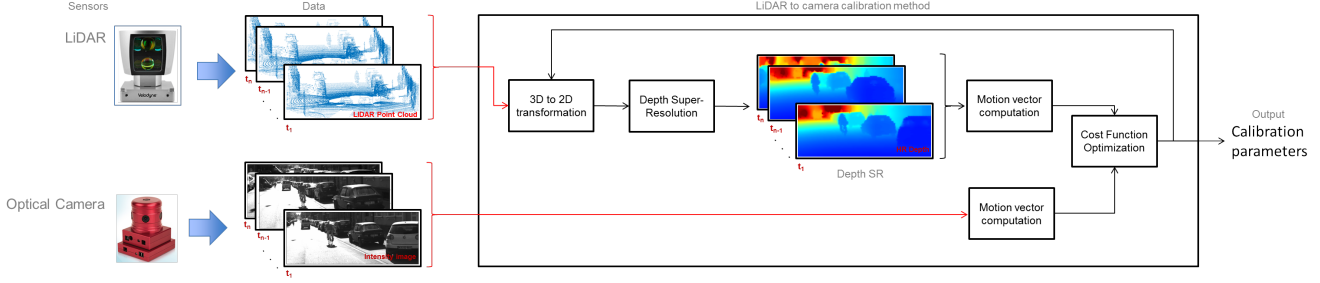 Sensors
Data
LiDAR to camera calibration method
LiDAR
Velodyne
LiDAR Point Cloud
tn
tn-1
t1
3D to 2D
transformation
Depth Super-
Resolution
tn
tn-1
t1
Depth SR
Motion vector
computation
Cost Function
Optimization
Output
Calibration
parameters
Optical Camera
Intensity Image
tn
tn-1
t1
Motion vector
computation